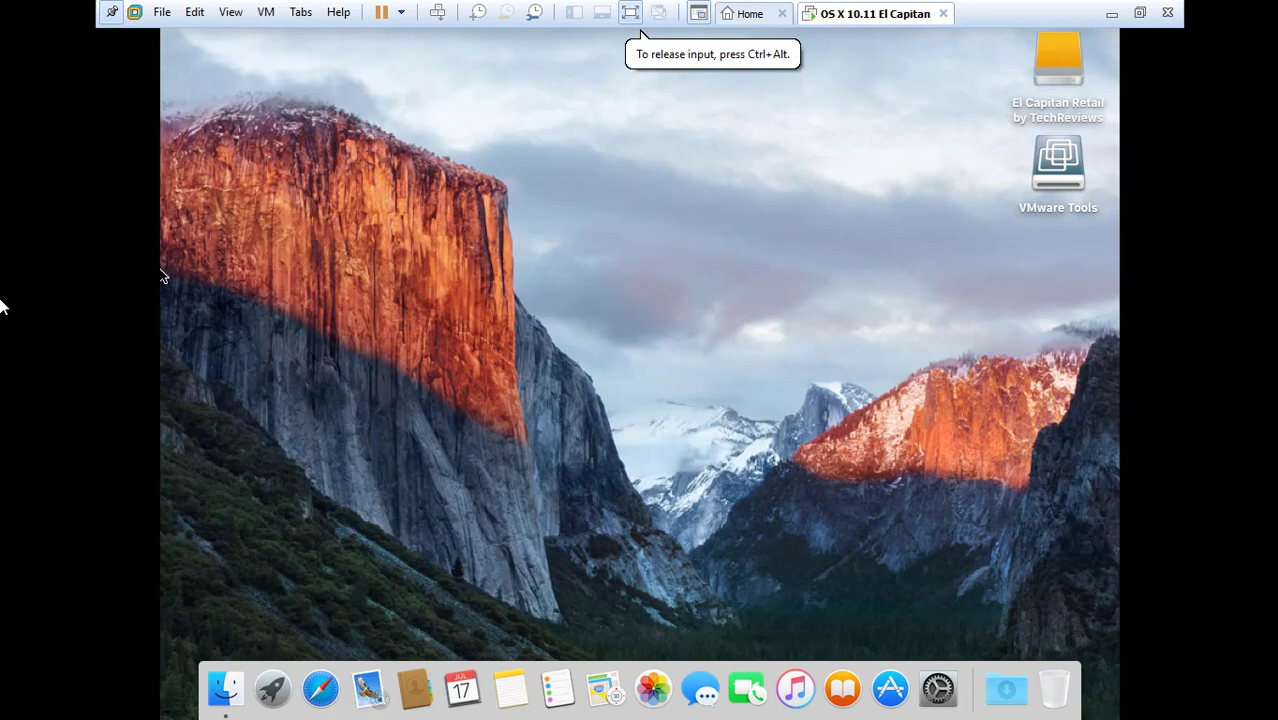 File Edit View VM Tabs Help Home OS X 10.11 El Capitan
To release input, press Ctrl+Alt.
El Capitan Retail
by TechReviews
VMware Tools
JUL
17